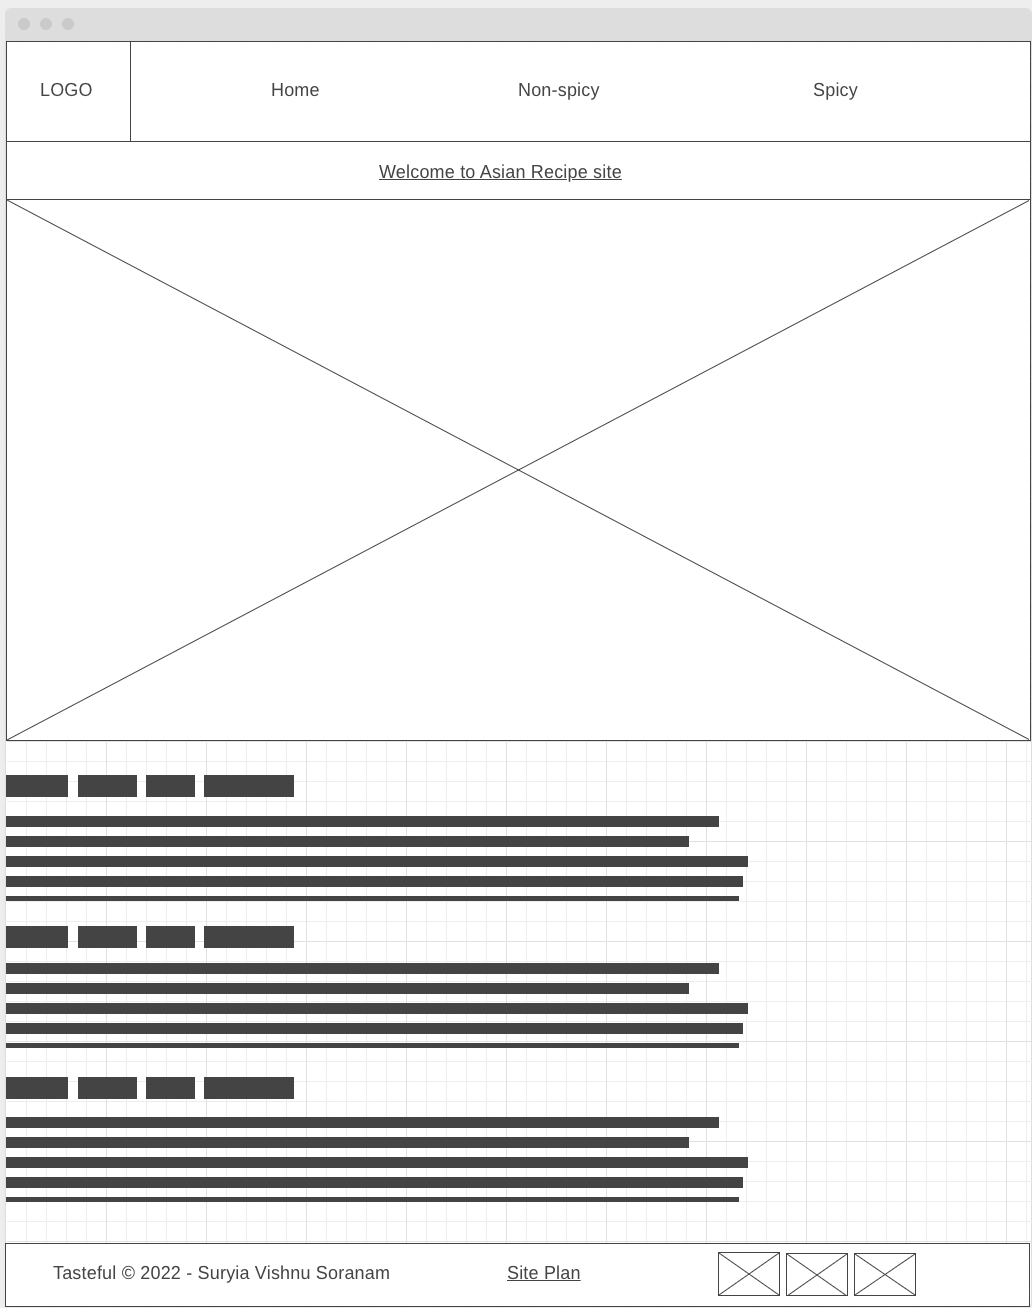 LOGO
Home
Non-spicy
Spicy
Welcome to Asian Recipe site
Tasteful © 2022 - Suryia Vishnu Soranam
Site Plan